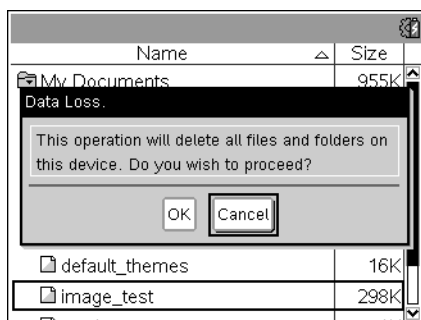 Name Size
My Documents 955K
Data Loss.
This operation will delete all files and folders on
this device. Do you wish to proceed?
OK Cancel
default_themes 16K
image_test 298K